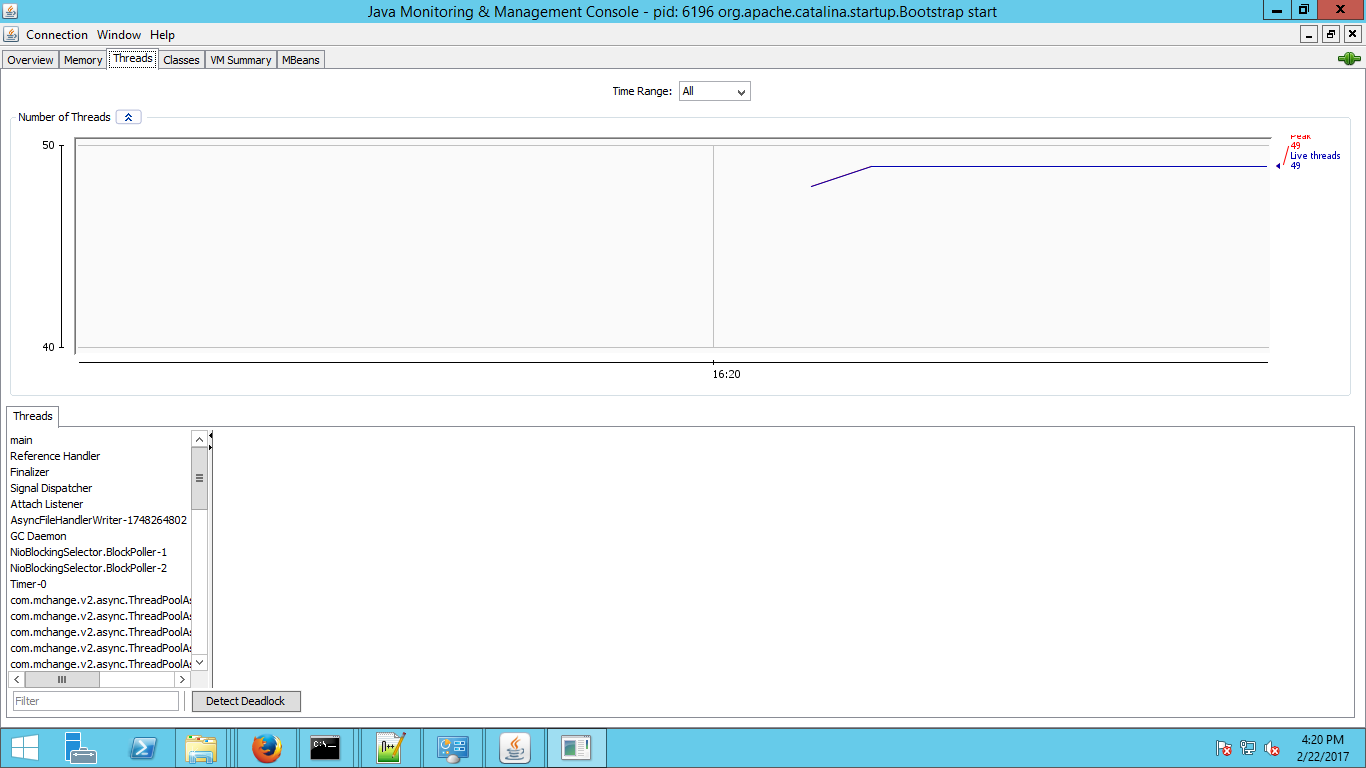 Java Monitoring & Management Console - pid: 6196 org.apache.catalina.startup.Bootstrap start
Connection Window Help
Overview Memory Threads Classes VM Summary MBeans
Time Range: All
Number of Threads
50
Peak
49
Live threads
49
40
16:20
Threads
main
Reference Handler
Finalizer
Signal Dispatcher
Attach Listener
AsyncFileHandlerWriter-1748264802
GC Daemon
NioBlockingSelector.BlockPoller-1
NioBlockingSelector.BlockPoller-2
Timer-0
com.mchange.v2.async.ThreadPoolAs
com.mchange.v2.async.ThreadPoolAs
com.mchange.v2.async.ThreadPoolAs
com.mchange.v2.async.ThreadPoolAs
com.mchange.v2.async.ThreadPoolAs
Filter Detect Deadlock
4:20 PM
2/22/2017